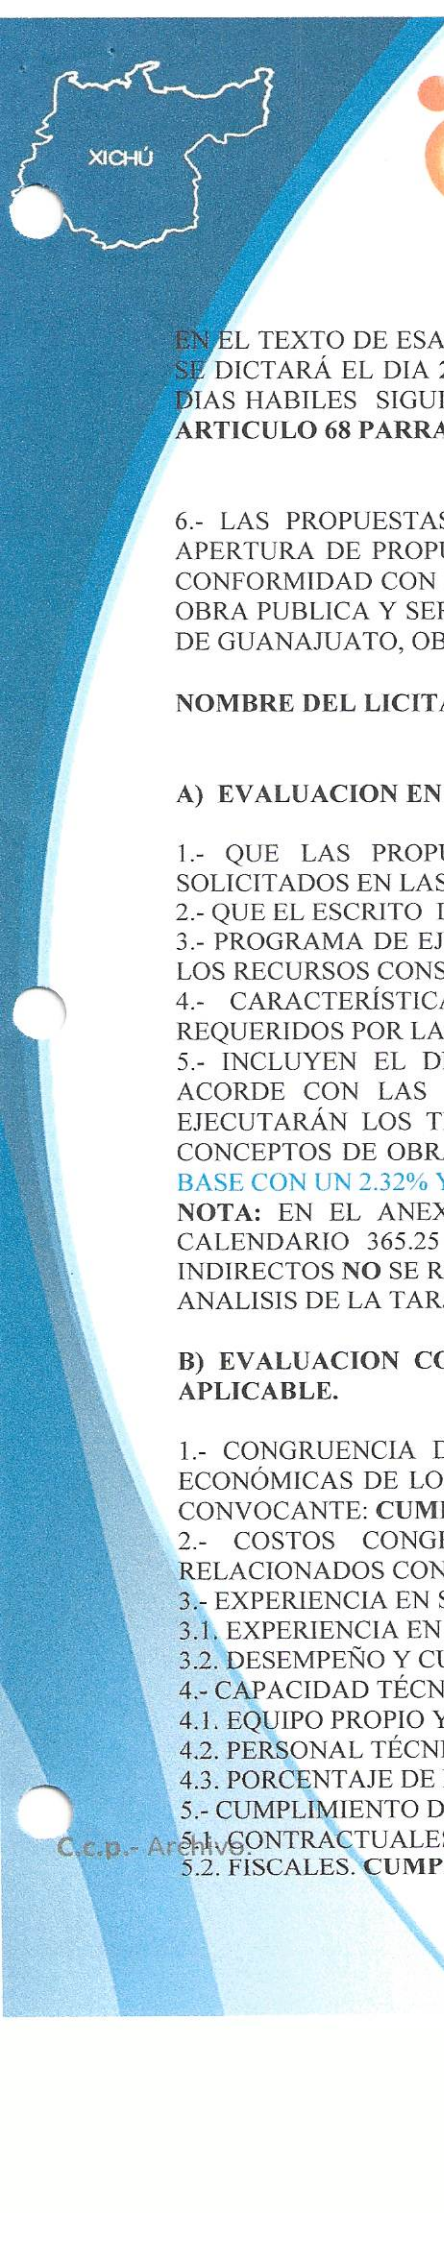 XICHÚ
EN EL TEXTO DE ESA
SE DICTARÁ EL DIA 2
DIAS HABILES SIGUI
ARTICULO 68 PARRA
6.- LAS PROPUESTAS
APERTURA DE PROPU
CONFORMIDAD CON
OBRA PUBLICA Y SER
DE GUANAJUATO, OB
NOMBRE DEL LICITA
A) EVALUACION EN
1.- QUE LAS PROPU
SOLICITADOS EN LAS
2.- QUE EL ESCRITO D
3.- PROGRAMA DE EJ
LOS RECURSOS CONS
4.- CARACTERÍSTICA
REQUERIDOS POR LA
5.- INCLUYEN EL DE
ACORDE CON LAS
EJECUTARÁN LOS T
CONCEPTOS DE OBRA
BASE CON UN 2.32% Y
NOTA: EN EL ANEX
CALENDARIO 365.25
INDIRECTOS NO SE R
ANALISIS DE LA TAR
B) EVALUACION CO
APLICABLE.
1.- CONGRUENCIA D
ECONÓMICAS DE LO
CONVOCANTE: CUMP
2.- COSTOS CONGR
RELACIONADOS CON
3.- EXPERIENCIA EN S
3.1. EXPERIENCIA EN
3.2. DESEMPEÑO Y CU
4.- CAPACIDAD TÉCN
4.1. EQUIPO PROPIO Y
4.2. PERSONAL TÉCNI
4.3. PORCENTAJE DE
5.- CUMPLIMIENTO D
5.1. CONTRACTUALES
C.c.p.- Archivo.
5.2. FISCALES. CUMP